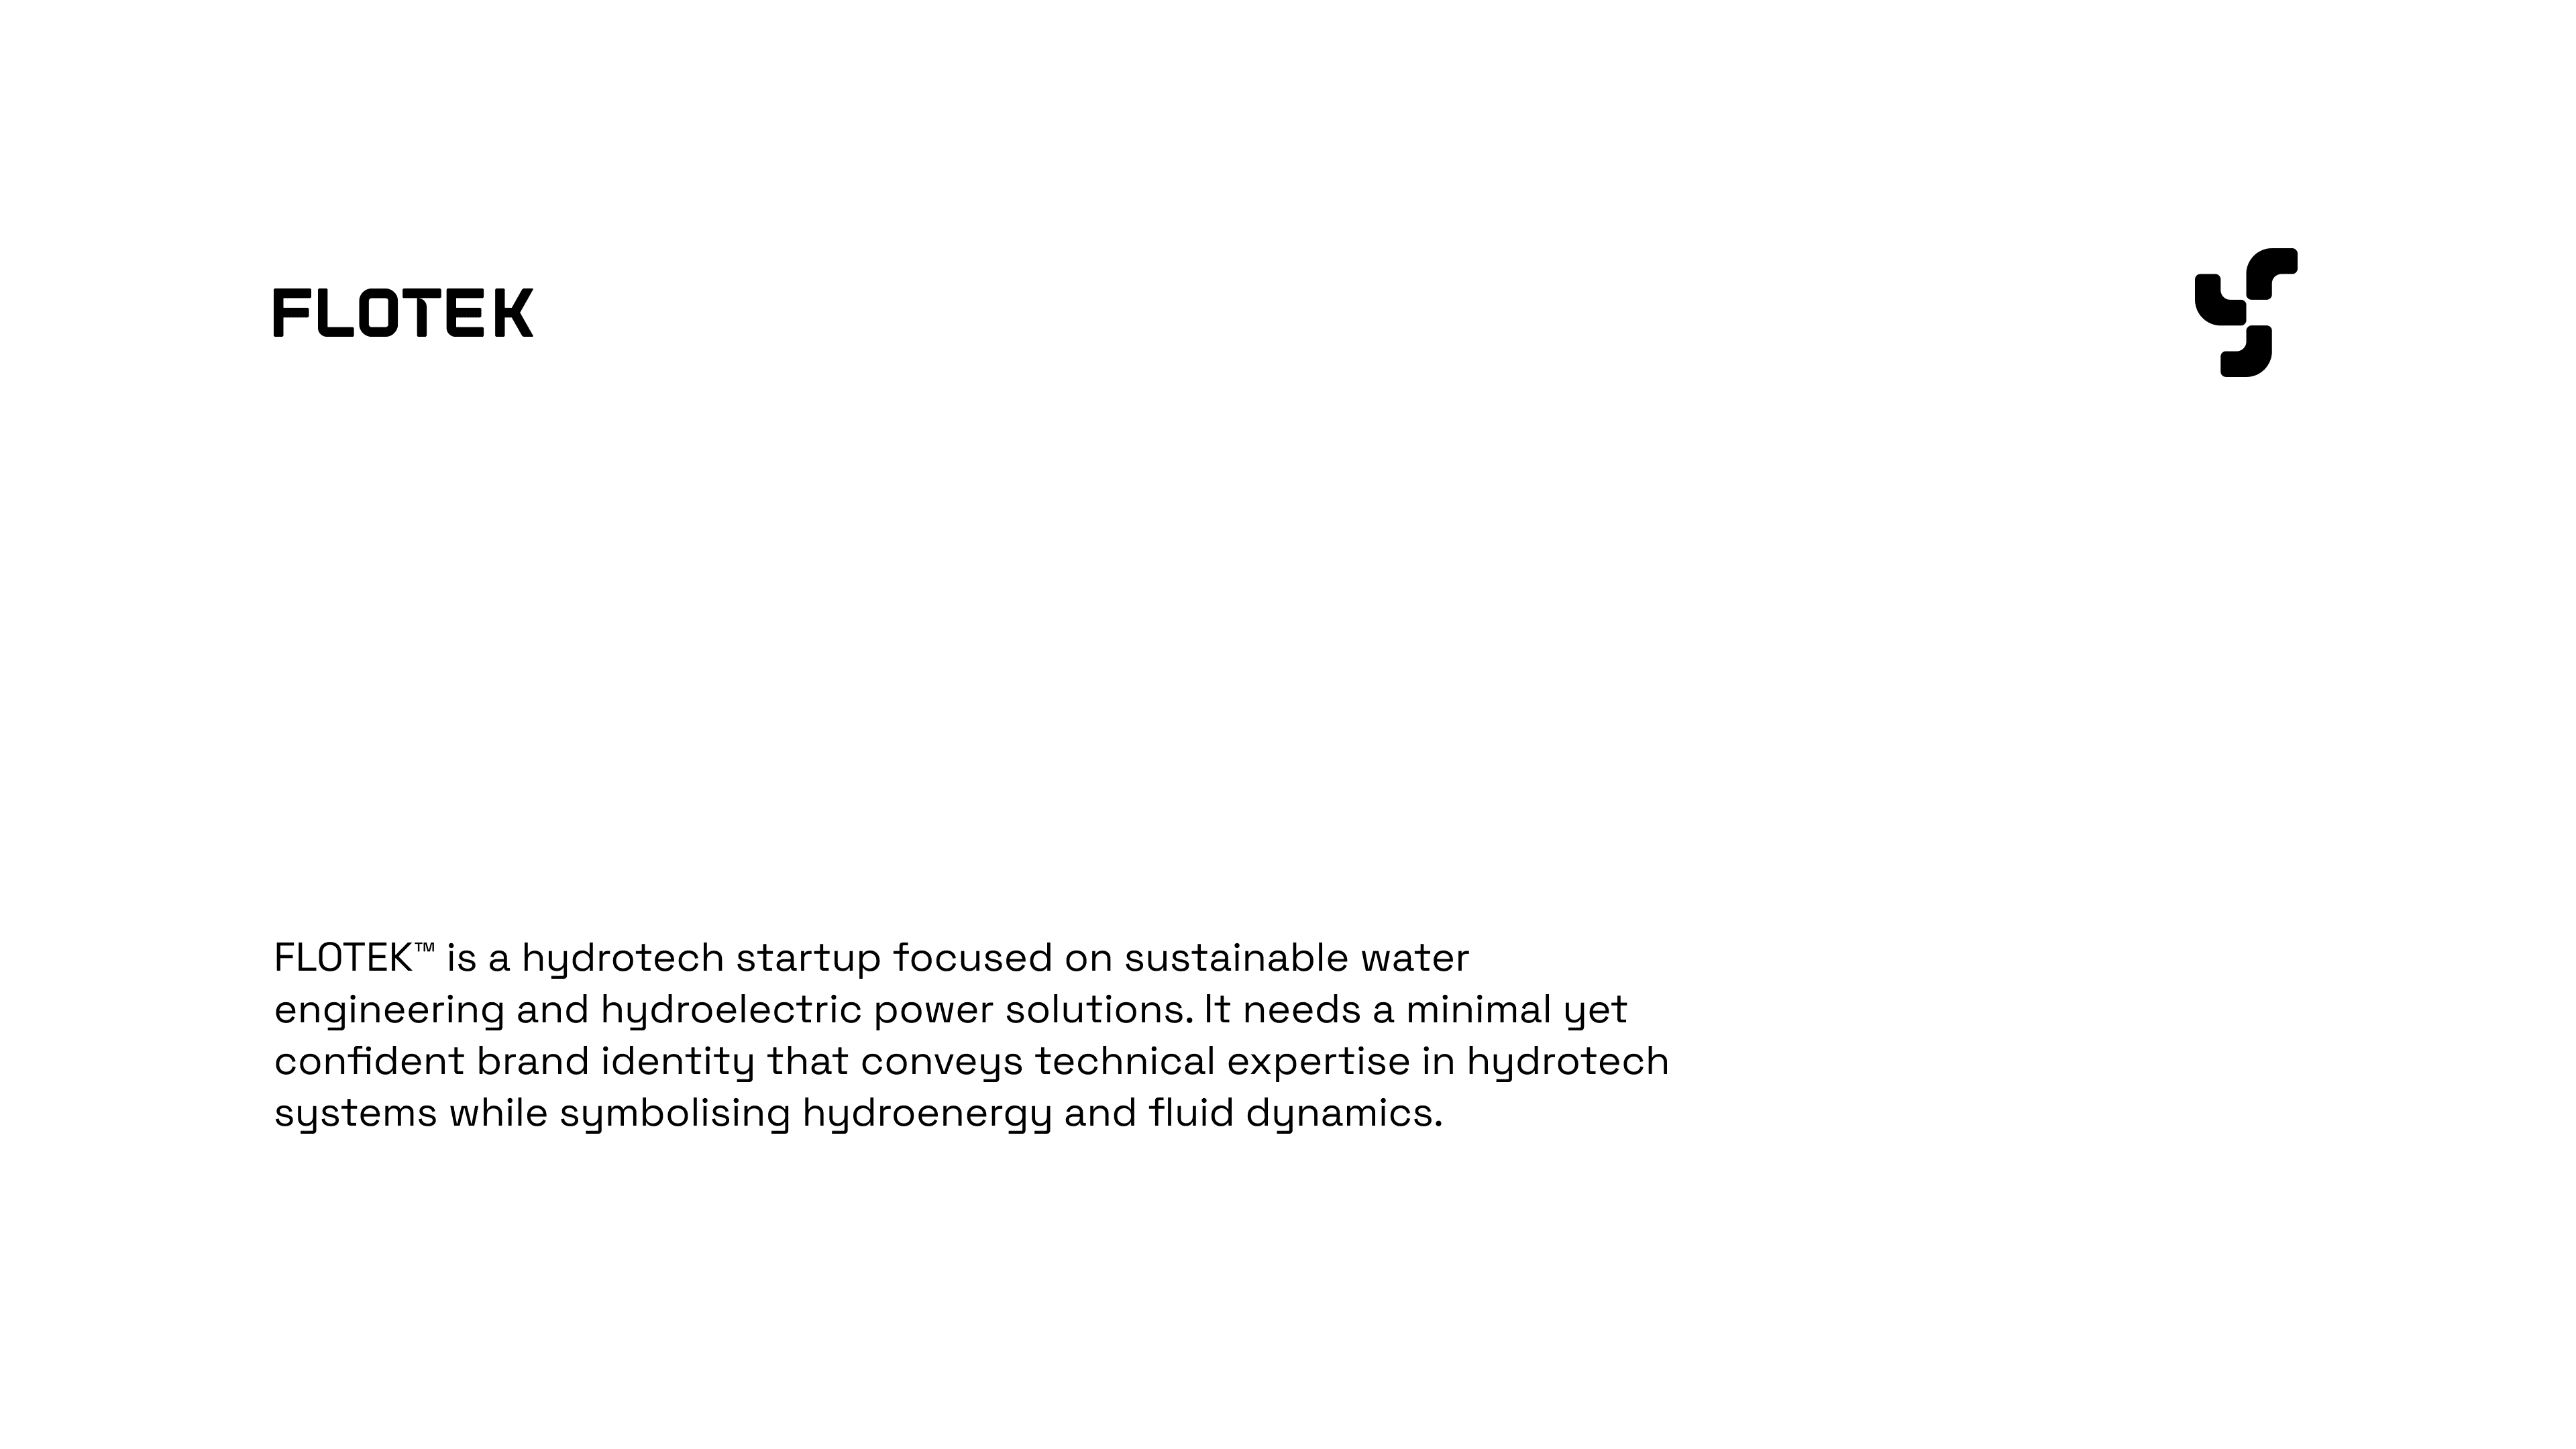 FLOTEK
FLOTEK™ is a hydrotech startup focused on sustainable water
engineering and hydroelectric power solutions. It needs a minimal yet
confident brand identity that conveys technical expertise in hydrotech
systems while symbolising hydroenergy and fluid dynamics.